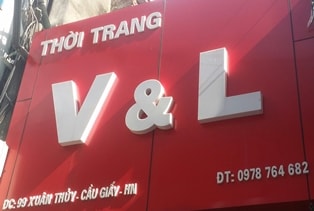 THỜI TRANG
V & L
ĐT: 0978 764 682
ĐC: 99 XUÂN THỦY- CẦU GIẤY- HN